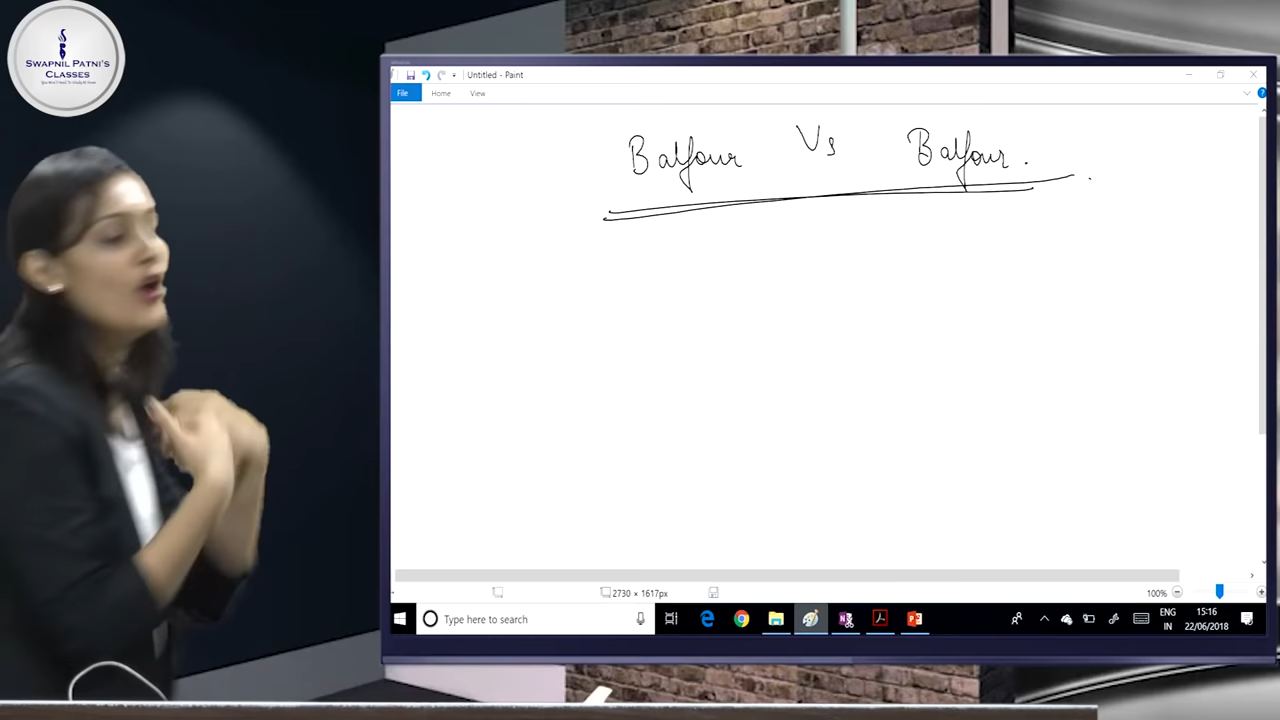 SWAPNIL PATNI'S
CLASSES
Untitled - Paint
File Home View
Balfour Vs Balfour.
2730 × 1617px
100%
Type here to search
ENG
IN
15:16
22/06/2018